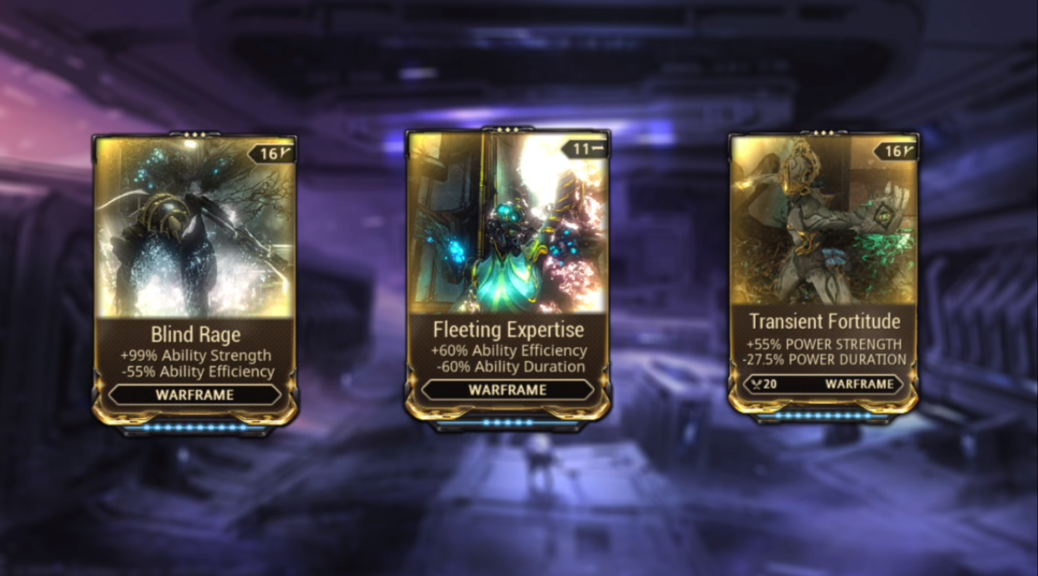 16
Blind Rage
+99% Ability Strength
-55% Ability Efficiency
WARFRAME
11
Fleeting Expertise
+60% Ability Efficiency
-60% Ability Duration
WARFRAME
16
Transient Fortitude
+55% POWER STRENGTH
-27.5% POWER DURATION
20 WARFRAME